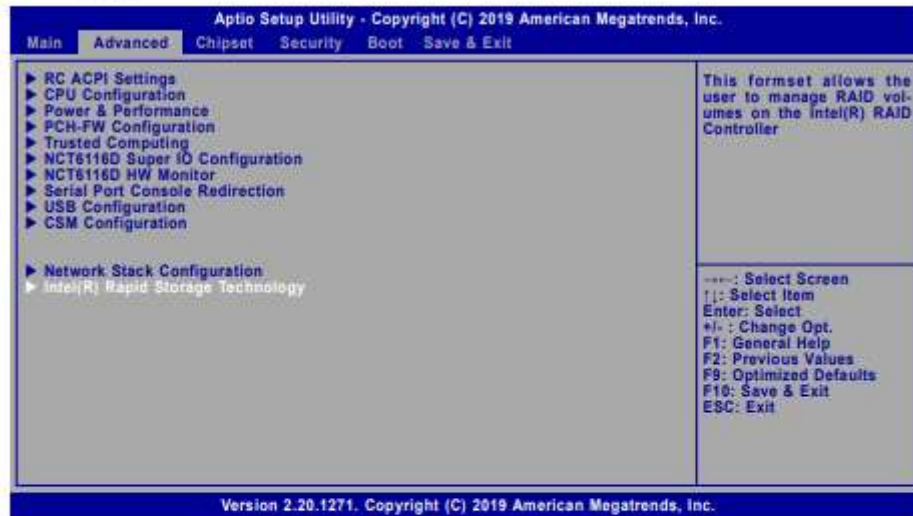 Aptio Setup Utility - Copyright (C) 2019 American Megatrends, Inc.
Main Advanced Chipset Security Boot Save & Exit
▶ RC ACPI Settings
▶ CPU Configuration
▶ Power & Performance
▶ PCH-FW Configuration
▶ Trusted Computing
▶ NCT6116D Super IO Configuration
▶ NCT6116D HW Monitor
▶ Serial Port Console Redirection
▶ USB Configuration
▶ CSM Configuration
▶ Network Stack Configuration
▶ Intel(R) Rapid Storage Technology
This formset allows the
user to manage RAID vol-
umes on the Intel(R) RAID
Controller
→←: Select Screen
↑↓: Select Item
Enter: Select
+/- : Change Opt.
F1: General Help
F2: Previous Values
F9: Optimized Defaults
F10: Save & Exit
ESC: Exit
Version 2.20.1271. Copyright (C) 2019 American Megatrends, Inc.